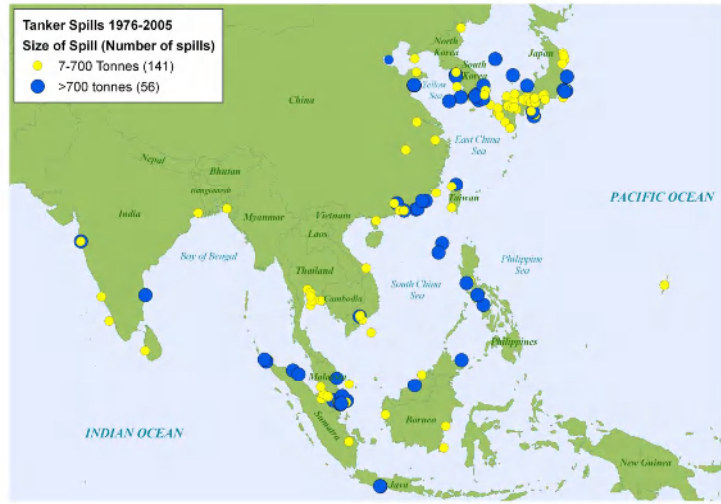 Tanker Spills 1976-2005
Size of Spill (Number of spills)
7-700 Tonnes (141)
>700 tonnes (56)
North
Korea
Japan
South
Korea
Yellow
Sea
China
East China
Sea
Nepal
Bhutan
Bangladesh
Taiwan
PACIFIC OCEAN
India
Myanmar
Vietnam
Laos
Bay of Bengal
Thailand
Philippine
Sea
South China
Sea
Cambodia
Philippines
Malaysia
INDIAN OCEAN
Sumatra
Borneo
New Guinea
Java